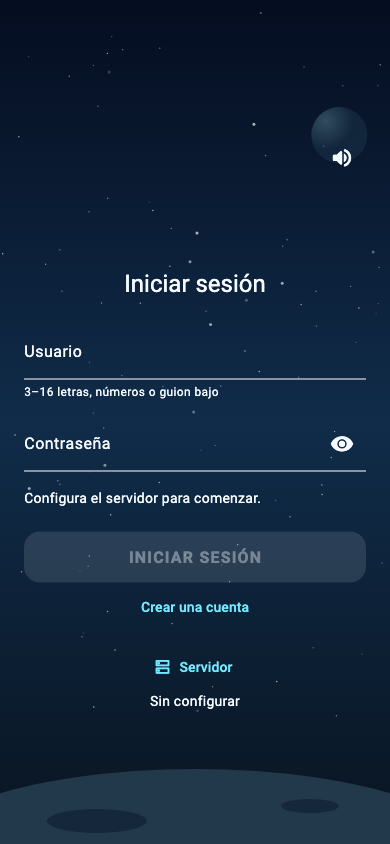 Iniciar sesión
Usuario
3–16 letras, números o guion bajo
Contraseña
Configura el servidor para comenzar.
INICIAR SESIÓN
Crear una cuenta
Servidor
Sin configurar